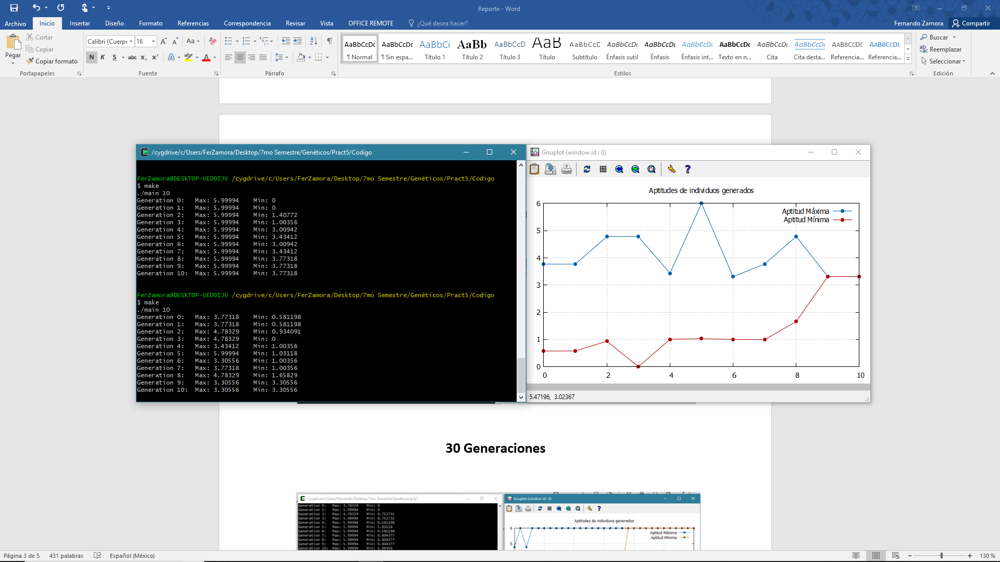 Reporte - Word
Archivo Inicio Insertar Diseño Formato Referencias Correspondencia Revisar Vista OFFICE REMOTE ¿Qué desea hacer? Fernando Zamora Compartir
Pegar
Cortar
Copiar
Copiar formato
Portapapeles
Calibri (Cuerpo 16
Aa
N K S abc x₂ x²
Fuente
Párrafo
AaBbCcDc AaBbCcDc AaBbCc AaBb AaBbCcD AaB AaBbCcD AaBbCcDc AaBbCcDc AaBbCcDc AaBbCcDc AaBbCcDc AaBbCcDc AABBCCDE AABBCCDE
¶ Normal ¶ Sin espa... Título 1 Título 2 Título 3 Título Subtítulo Énfasis sutil Énfasis Énfasis int... Texto en n... Cita Cita desta... Referencia... Referencia...
Estilos
Buscar
Reemplazar
Seleccionar
Edición
/cygdrive/c/Users/FerZamora/Desktop/7mo Semestre/Genéticos/Pract5/Codigo
FerZamora@DESKTOP-UEDOIJV /cygdrive/c/Users/FerZamora/Desktop/7mo Semestre/Genéticos/Pract5/Codigo
$ make
./main 10
Generation 0: Max: 5.99994 Min: 0
Generation 1: Max: 5.99994 Min: 0
Generation 2: Max: 5.99994 Min: 1.40772
Generation 3: Max: 5.99994 Min: 1.00356
Generation 4: Max: 5.99994 Min: 3.00942
Generation 5: Max: 5.99994 Min: 3.43412
Generation 6: Max: 5.99994 Min: 3.00942
Generation 7: Max: 5.99994 Min: 3.43412
Generation 8: Max: 5.99994 Min: 3.77318
Generation 9: Max: 5.99994 Min: 3.77318
Generation 10: Max: 5.99994 Min: 3.77318
FerZamora@DESKTOP-UEDOIJV /cygdrive/c/Users/FerZamora/Desktop/7mo Semestre/Genéticos/Pract5/Codigo
$ make
./main 10
Generation 0: Max: 3.77318 Min: 0.581198
Generation 1: Max: 3.77318 Min: 0.581198
Generation 2: Max: 4.78329 Min: 0.934091
Generation 3: Max: 4.78329 Min: 0
Generation 4: Max: 3.43412 Min: 1.00356
Generation 5: Max: 5.99994 Min: 1.03118
Generation 6: Max: 3.30556 Min: 1.00356
Generation 7: Max: 3.77318 Min: 1.00356
Generation 8: Max: 4.78329 Min: 1.65829
Generation 9: Max: 3.30556 Min: 3.30556
Generation 10: Max: 3.30556 Min: 3.30556
Gnuplot (window id : 0)
Aptitudes de individuos generados
Aptitud Máxima
Aptitud Mínima
6
5
4
3
2
1
0
0 2 4 6 8 10
5.47196, 3.02367
30 Generaciones
/cygdrive/c/Users/Fernando/Desktop/7mo Semestre/Genéticos/p/p7
Generation 0: Max: 4.78329 Min: 0
Generation 1: Max: 5.99994 Min: 0
Generation 2: Max: 4.78329 Min: 0.752732
Generation 3: Max: 5.99994 Min: 0.752732
Generation 4: Max: 5.99994 Min: 0.581198
Generation 5: Max: 5.99994 Min: 1.03118
Generation 6: Max: 5.99994 Min: 0.581198
Generation 7: Max: 5.99994 Min: 0.804377
Generation 8: Max: 5.99994 Min: 0.804377
Generation 9: Max: 5.99994 Min: 0.804377
Generation 10: Max: 5.99994 Min: 1.00356
Gnuplot (window id : 0)
Aptitudes de individuos generados
Aptitud Máxima
Aptitud Mínima
6
5
Página 3 de 5 431 palabras Español (México) 130 %